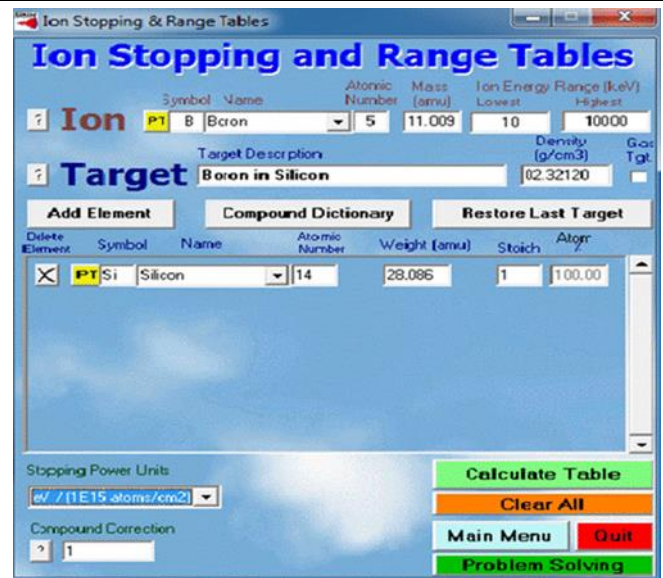 Ion Stopping & Range Tables
Ion Stopping and Range Tables
Symbol Name Atomic Number Mass (amu) Ion Energy Range (keV) Lowest Highest
? Ion PT B Boron 5 11.009 10 10000
Target Description Density (g/cm3) Gas Tgt
? Target Boron in Silicon 02.32120
Add Element Compound Dictionary Restore Last Target
Delete Element Symbol Name Atomic Number Weight (amu) Stoich Atom %
X PT Si Silicon 14 28.086 1 100.00
Stopping Power Units
eV / (1E15 atoms/cm2)
Calculate Table
Clear All
Compound Correction
? 1
Main Menu Quit
Problem Solving